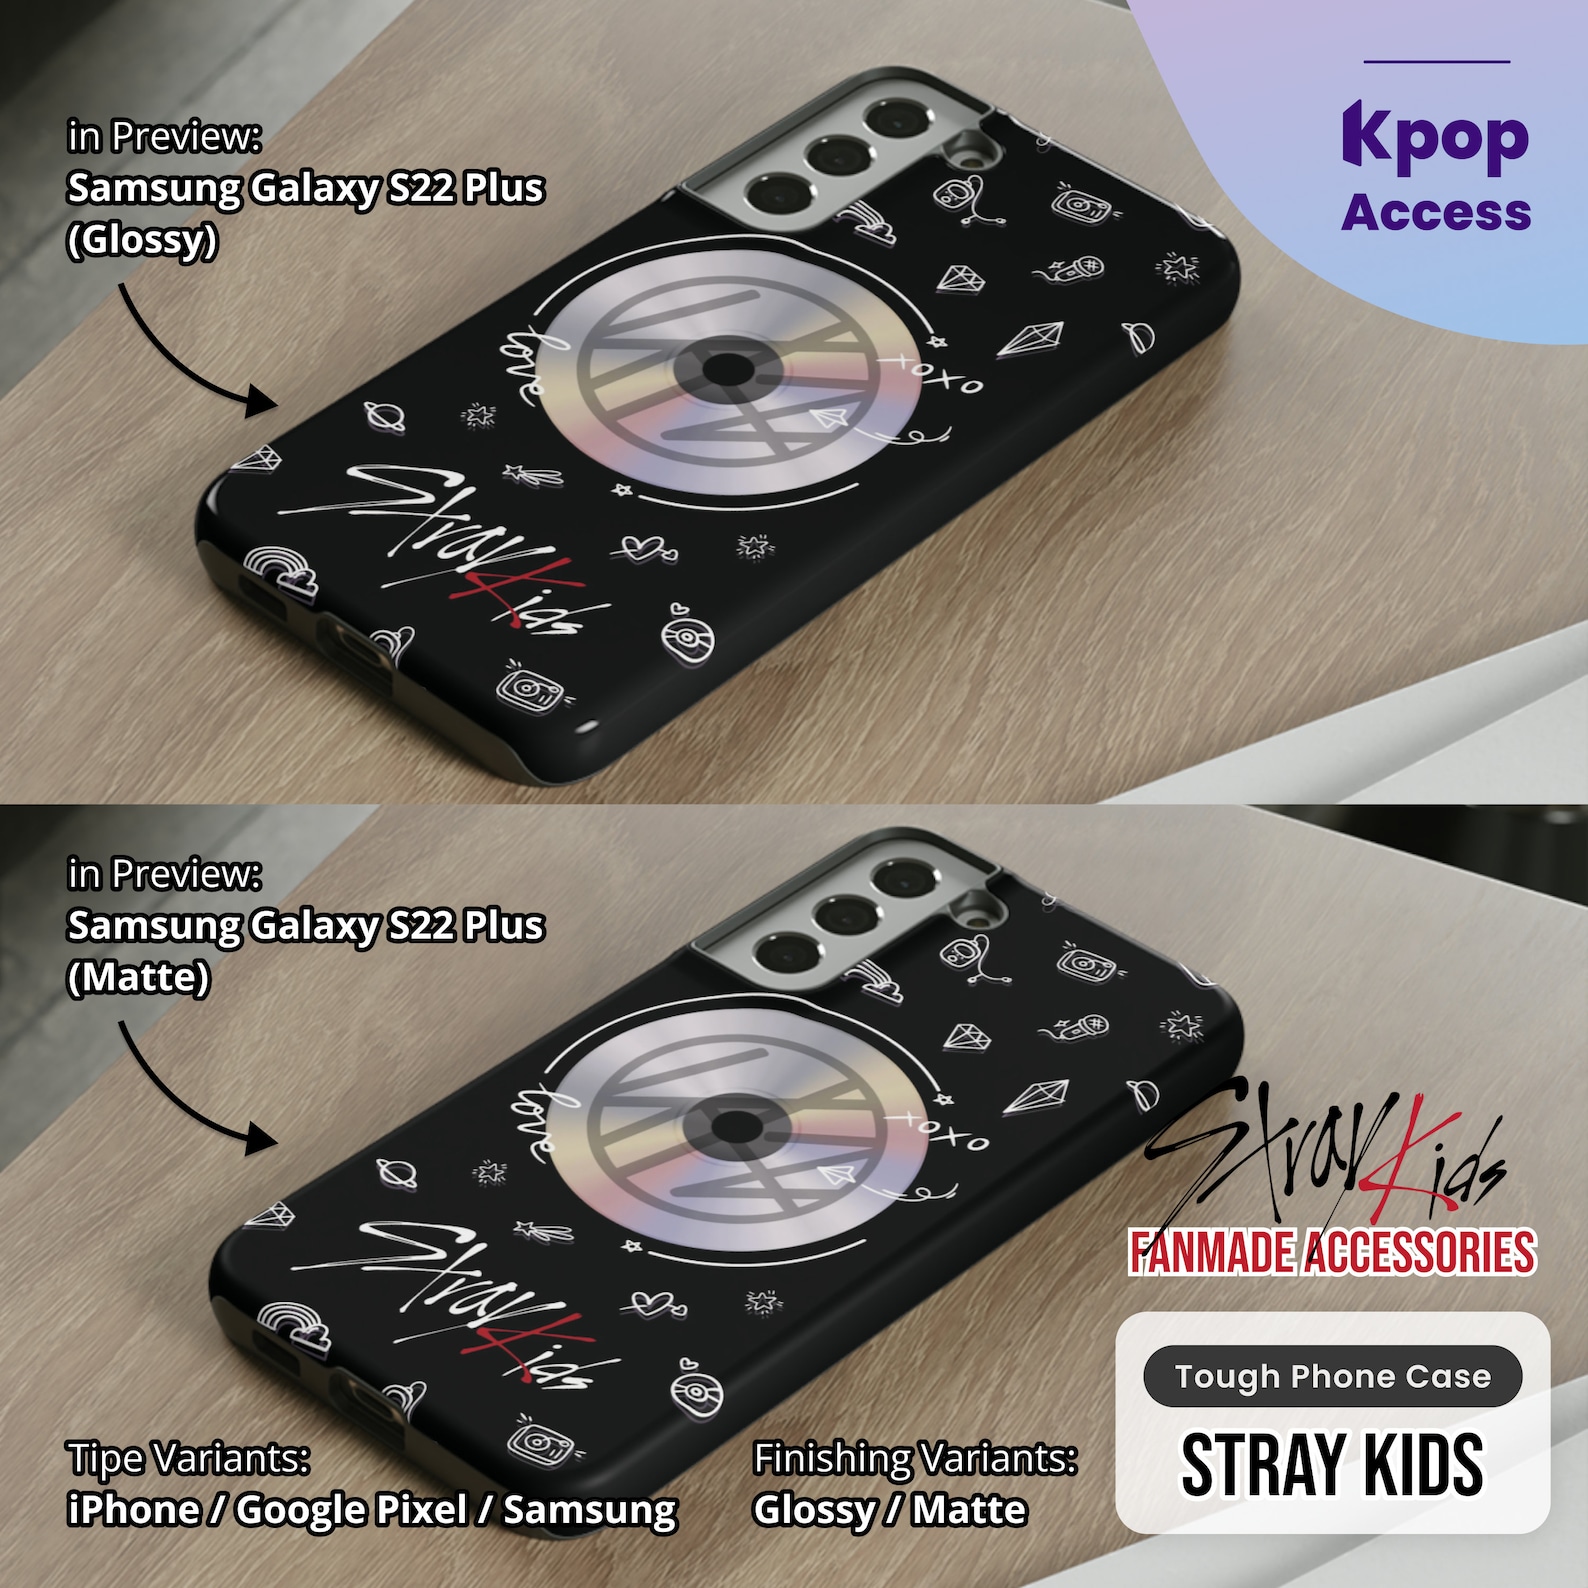 in Preview:
Samsung Galaxy S22 Plus
(Glossy)
Kpop
Access
love
xoxo
Stray Kids
in Preview:
Samsung Galaxy S22 Plus
(Matte)
love
xoxo
Stray Kids
Stray Kids
FANMADE ACCESSORIES
Tough Phone Case
STRAY KIDS
Tipe Variants:
iPhone / Google Pixel / Samsung
Finishing Variants:
Glossy / Matte